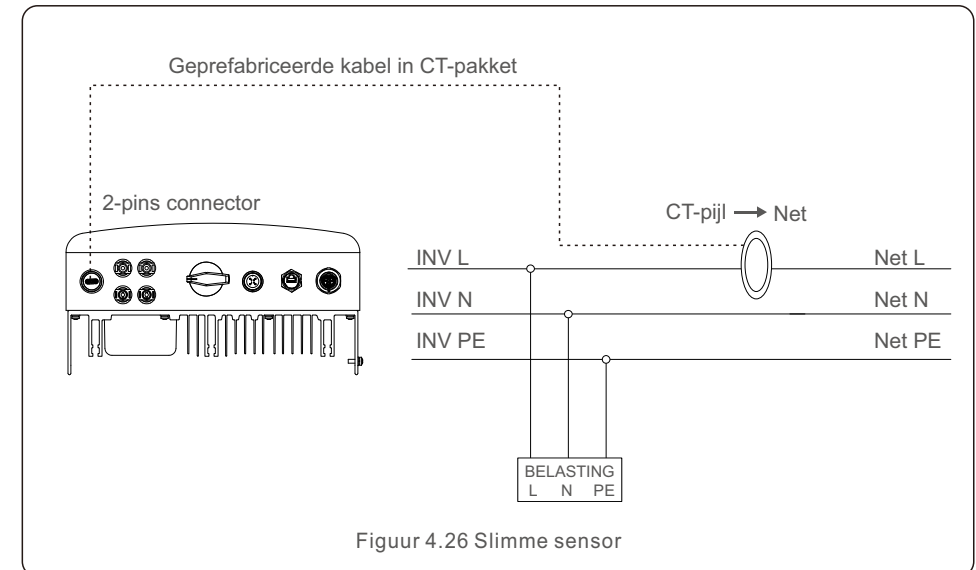 Geprefabriceerde kabel in CT-pakket
2-pins connector
CT-pijl → Net
INV L
Net L
INV N
Net N
INV PE
Net PE
BELASTING
L N PE
Figuur 4.26 Slimme sensor